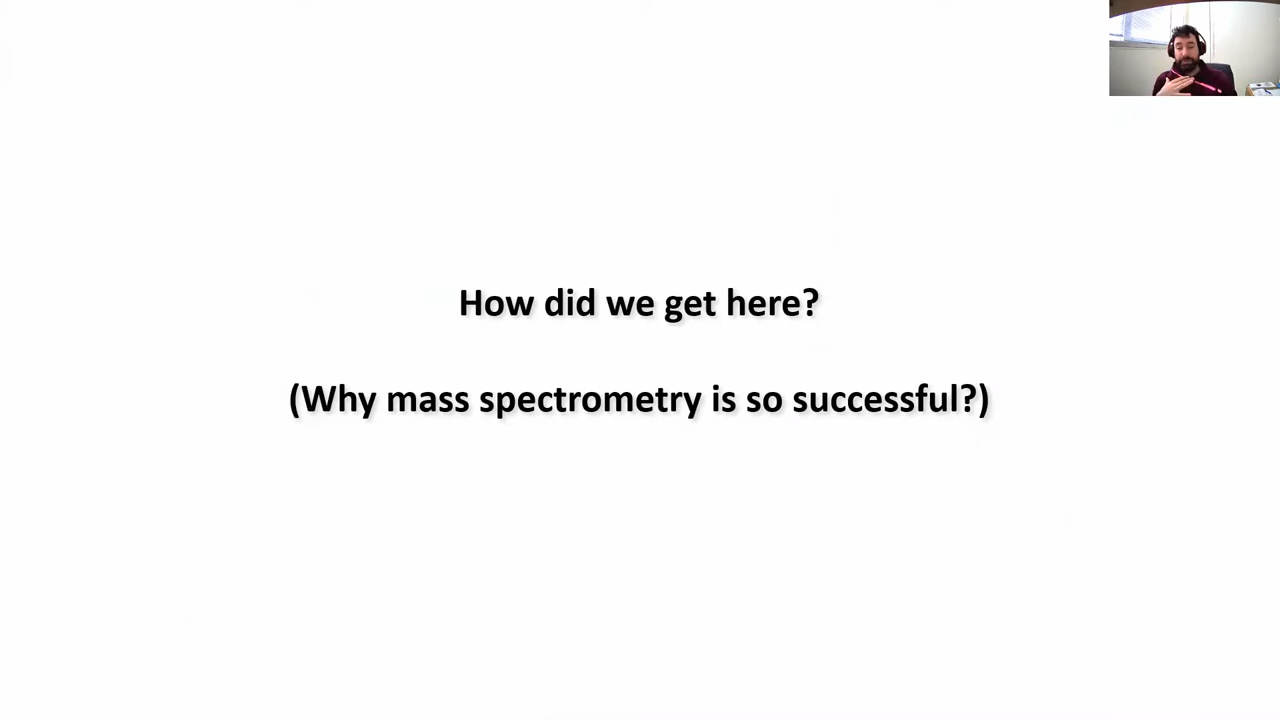 How did we get here?
(Why mass spectrometry is so successful?)